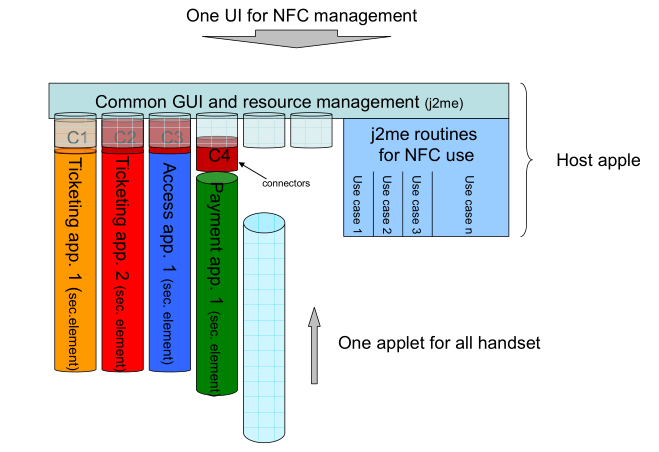 One UI for NFC management
Common GUI and resource management (j2me)
C1
C2
C3
C4
connectors
j2me routines
for NFC use
Use case 1
Use case 2
Use case 3
Use case n
Host apple
Ticketing app. 1 (sec.element)
Ticketing app. 2 (sec. element)
Access app. 1 (sec. element)
Payment app. 1 (sec. element)
One applet for all handset